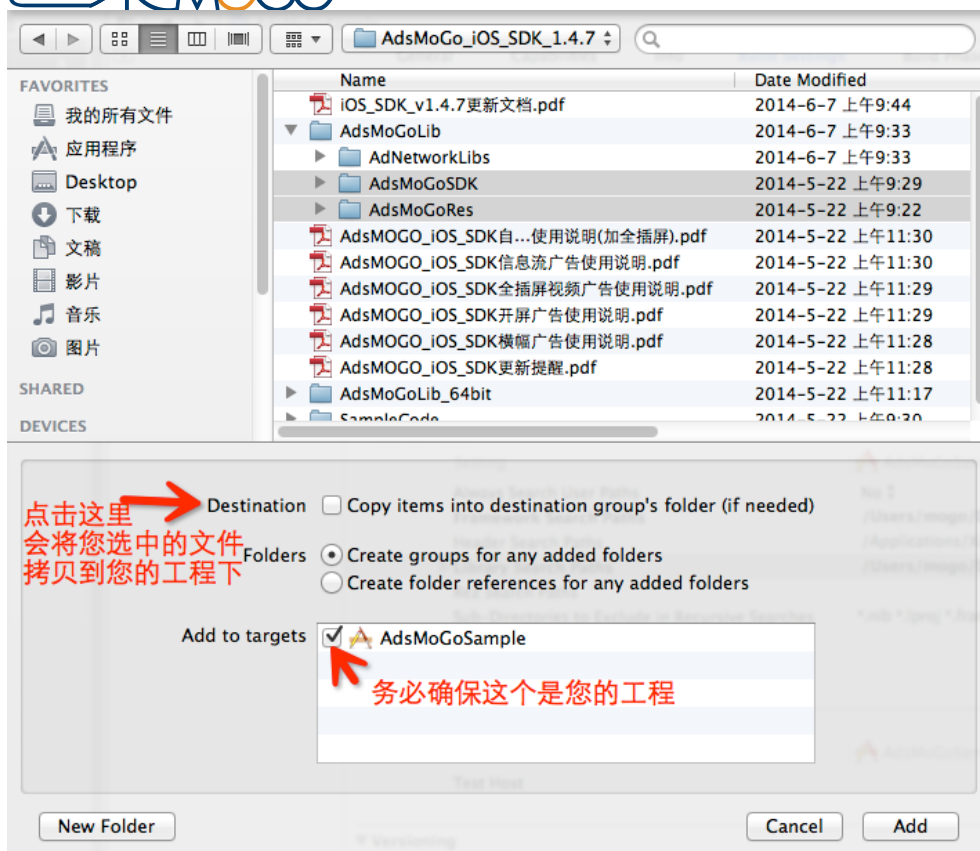 AdsMoGo_iOS_SDK_1.4.7
FAVORITES
我的所有文件
应用程序
Desktop
下载
文稿
影片
音乐
图片
SHARED
DEVICES
Name Date Modified
iOS_SDK_v1.4.7更新文档.pdf 2014-6-7 上午9:44
AdsMoGoLib 2014-6-7 上午9:33
AdNetworkLibs 2014-6-7 上午9:33
AdsMoGoSDK 2014-5-22 上午9:29
AdsMoGoRes 2014-5-22 上午9:22
AdsMOGO_iOS_SDK自...使用说明(加全插屏).pdf 2014-5-22 上午11:30
AdsMOGO_iOS_SDK信息流广告使用说明.pdf 2014-5-22 上午11:30
AdsMOGO_iOS_SDK全插屏视频广告使用说明.pdf 2014-5-22 上午11:29
AdsMOGO_iOS_SDK开屏广告使用说明.pdf 2014-5-22 上午11:29
AdsMOGO_iOS_SDK横幅广告使用说明.pdf 2014-5-22 上午11:28
AdsMOGO_iOS_SDK更新提醒.pdf 2014-5-22 上午11:28
AdsMoGoLib_64bit 2014-5-22 上午11:17
SampleCode 2014-5-22 上午9:30
点击这里
会将您选中的文件
拷贝到您的工程下
Destination Copy items into destination group's folder (if needed)
Folders Create groups for any added folders
Create folder references for any added folders
Add to targets AdsMoGoSample
务必确保这个是您的工程
Test Host
Versioning
New Folder Cancel Add